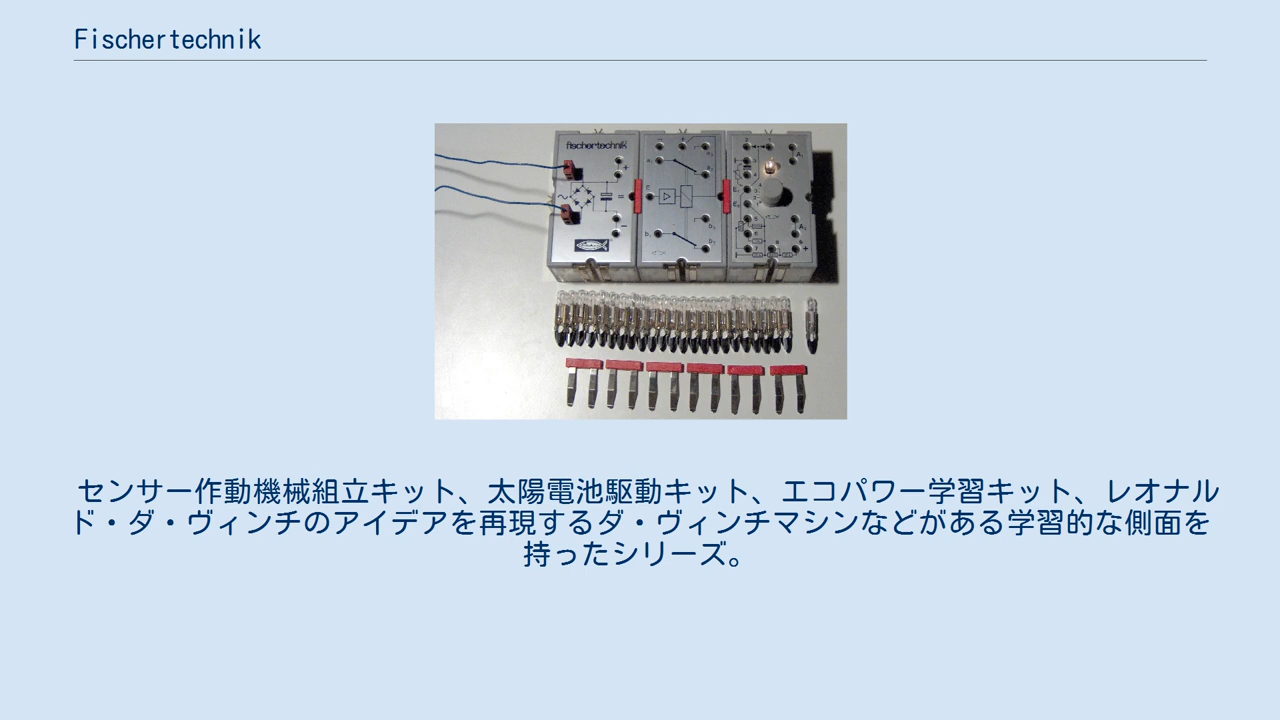 Fischertechnik
fischertechnik
センサー作動機械組立キット、太陽電池駆動キット、エコパワー学習キット、レオナル
ド・ダ・ヴィンチのアイデアを再現するダ・ヴィンチマシンなどがある学習的な側面を
持ったシリーズ。